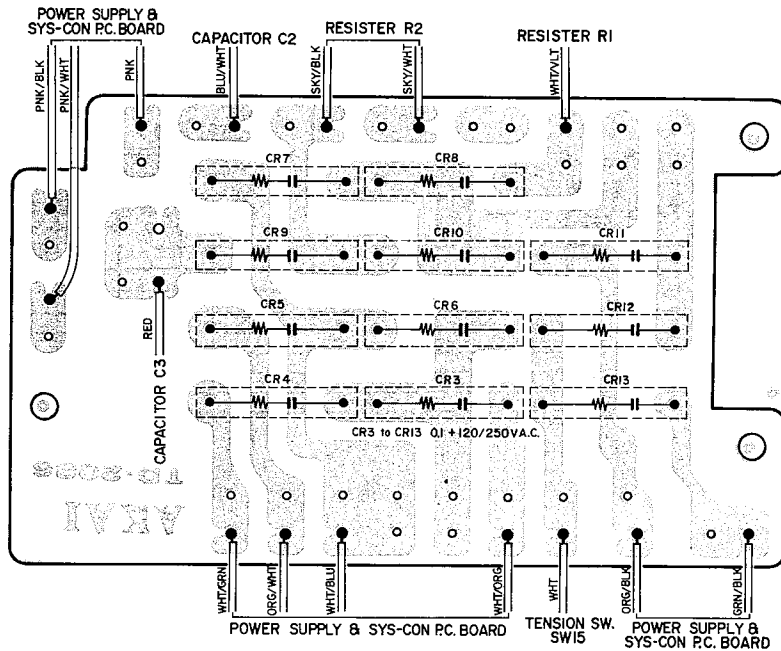 POWER SUPPLY &
SYS-CON P.C. BOARD
CAPACITOR C2
RESISTER R2
RESISTER R1
PNK/BLK
PNK/WHT
PNK
BLU/WHT
SKY/BLK
SKY/WHT
WHT/VLT
CR7
CR8
CR9
CR10
CR11
CR5
CR6
CR12
CR4
CR3
CR13
RED
CAPACITOR C3
CR3 to CR13 0.1+120/250V A.C.
AKAI
WHT/GRN
ORG/WHT
WHT/BLU
WHT/ORG
WHT
ORG/BLK
GRN/BLK
POWER SUPPLY & SYS-CON P.C. BOARD
TENSION SW.
SW15
POWER SUPPLY &
SYS-CON P.C. BOARD